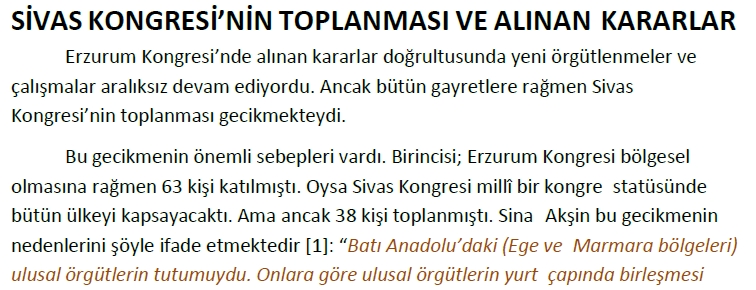 SİVAS KONGRESİ’NİN TOPLANMASI VE ALINAN KARARLAR
Erzurum Kongresi’nde alınan kararlar doğrultusunda yeni örgütlenmeler ve
çalışmalar aralıksız devam ediyordu. Ancak bütün gayretlere rağmen Sivas
Kongresi’nin toplanması gecikmekteydi.
Bu gecikmenin önemli sebepleri vardı. Birincisi; Erzurum Kongresi bölgesel
olmasına rağmen 63 kişi katılmıştı. Oysa Sivas Kongresi millî bir kongre statüsünde
bütün ülkeyi kapsayacaktı. Ama ancak 38 kişi toplanmıştı. Sina Akşin bu gecikmenin
nedenlerini şöyle ifade etmektedir [1]: “Batı Anadolu’daki (Ege ve Marmara bölgeleri)
ulusal örgütlerin tutumuydu. Onlara göre ulusal örgütlerin yurt çapında birleşmesi